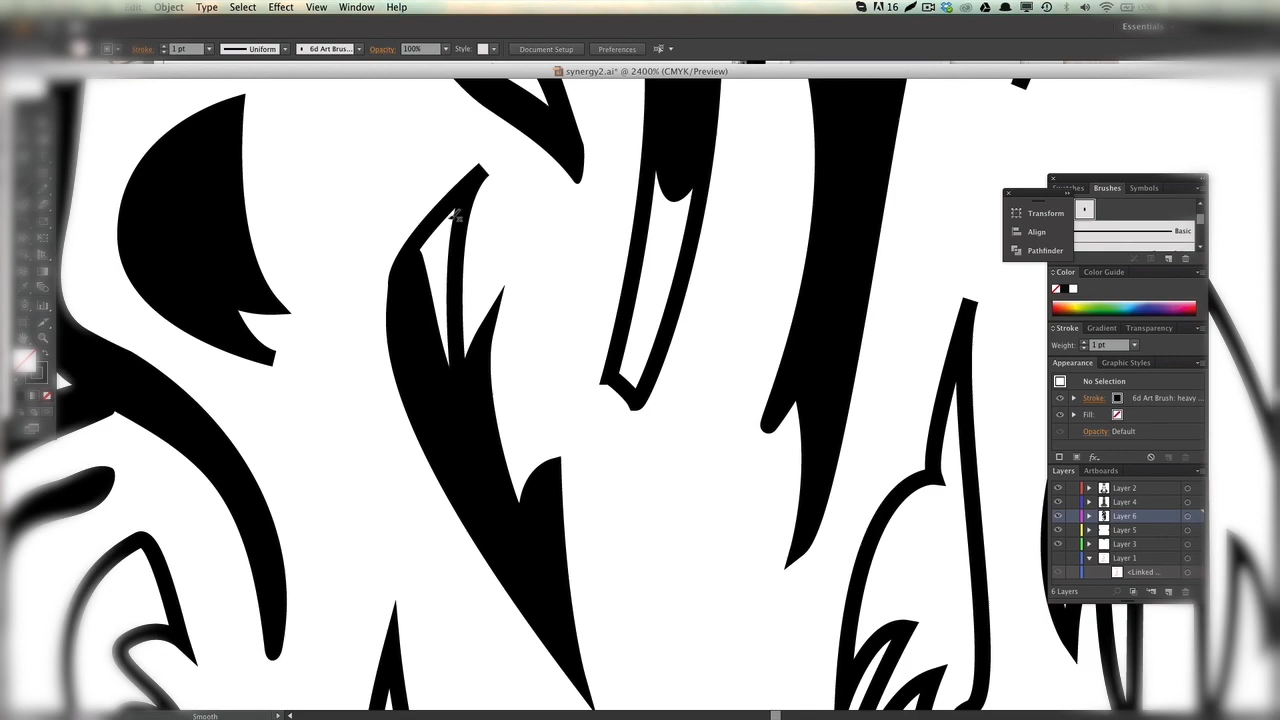 Edit Object Type Select Effect View Window Help
16
Essentials
Stroke: 1 pt Uniform 6d Art Brus... Opacity: 100% Style: Document Setup Preferences
synergy2.ai* @ 2400% (CMYK/Preview)
Swatches Brushes Symbols
Transform
Align
Pathfinder
Basic
Color Color Guide
Stroke Gradient Transparency
Weight: 1 pt
Appearance Graphic Styles
No Selection
Stroke: 6d Art Brush: heavy ...
Fill:
Opacity: Default
fx.
Layers Artboards
Layer 2
Layer 4
Layer 6
Layer 5
Layer 3
Layer 1
<Linked ...
6 Layers
Smooth